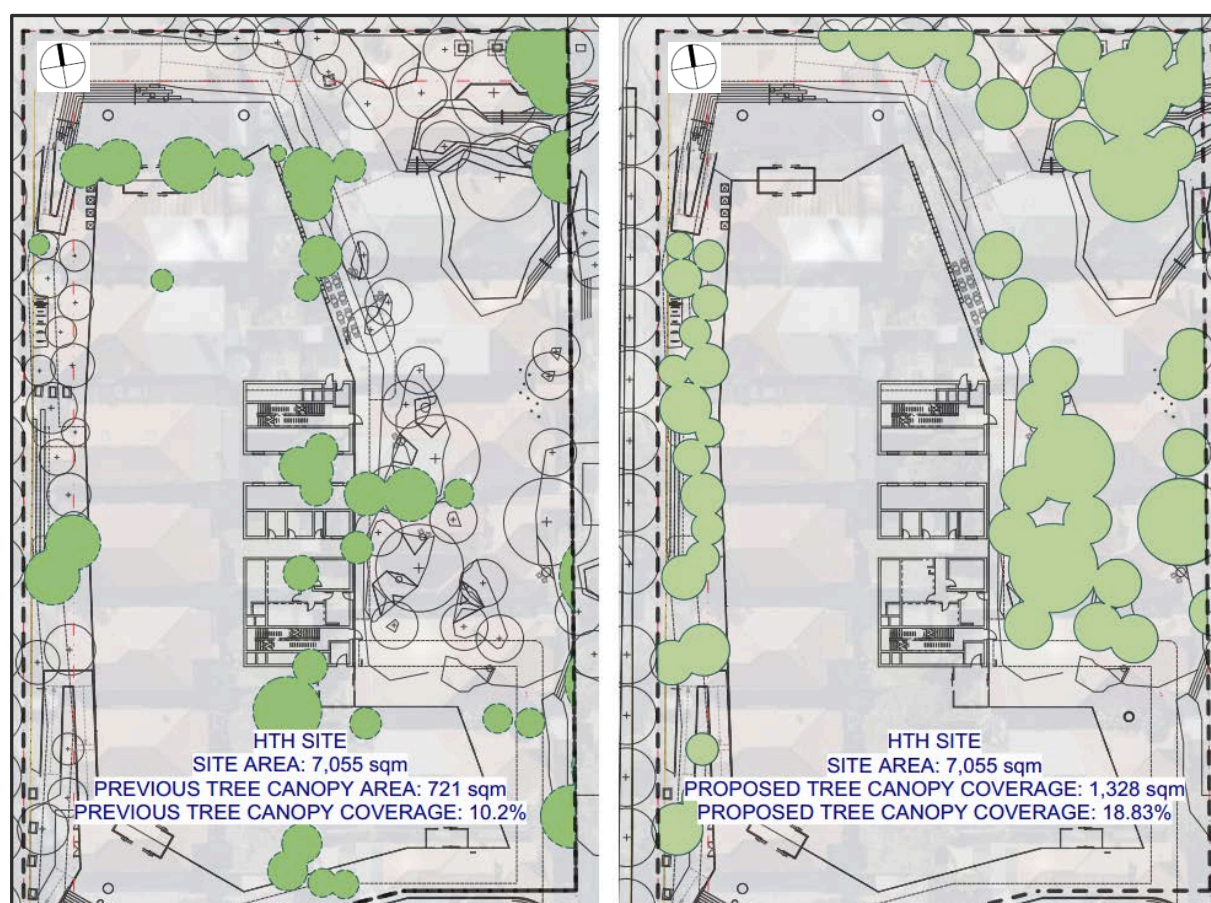 HTH SITE
SITE AREA: 7,055 sqm
PREVIOUS TREE CANOPY AREA: 721 sqm
PREVIOUS TREE CANOPY COVERAGE: 10.2%
HTH SITE
SITE AREA: 7,055 sqm
PROPOSED TREE CANOPY COVERAGE: 1,328 sqm
PROPOSED TREE CANOPY COVERAGE: 18.83%